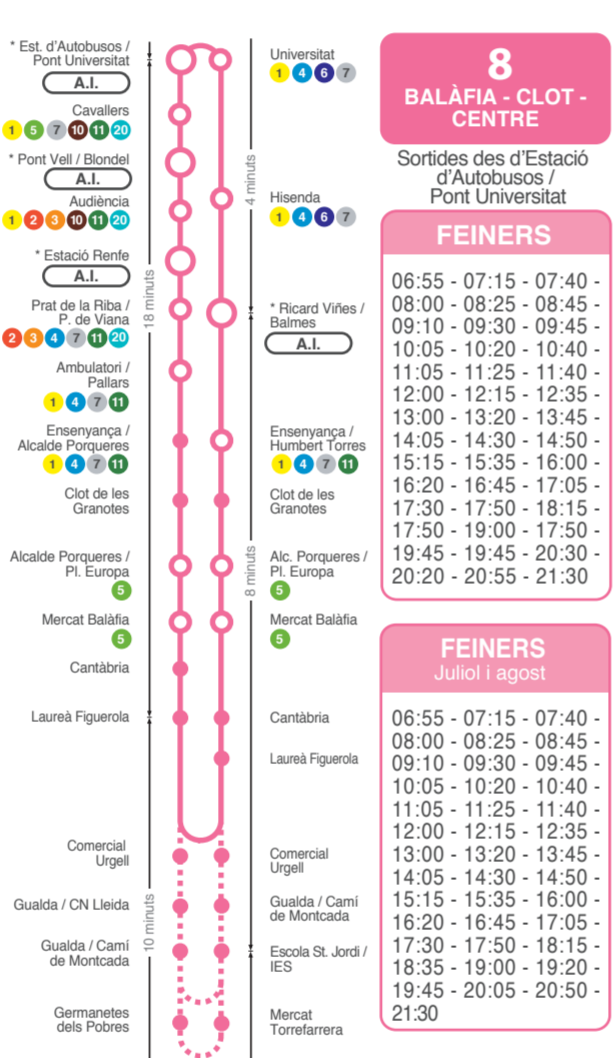 * Est. d'Autobusos /
Pont Universitat
A.I.
Cavallers
1 5 7 10 11 20
* Pont Vell / Blondel
A.I.
Audiència
1 2 3 10 11 20
* Estació Renfe
A.I.
Prat de la Riba /
P. de Viana
2 3 4 7 11 20
Ambulatori /
Pallars
1 4 7 11
Ensenyança /
Alcalde Porqueres
1 4 7 11
Clot de les
Granotes
Alcalde Porqueres /
Pl. Europa
5
Mercat Balàfia
5
Cantàbria
Laureà Figuerola
Comercial
Urgell
Gualda / CN Lleida
Gualda / Camí
de Montcada
Germanetes
dels Pobres
18 minuts
10 minuts
4 minuts
8 minuts
Universitat
1 4 6 7
Hisenda
1 4 6 7
* Ricard Viñes /
Balmes
A.I.
Ensenyança /
Humbert Torres
1 4 7 11
Clot de les
Granotes
Alc. Porqueres /
Pl. Europa
5
Mercat Balàfia
5
Cantàbria
Laureà Figuerola
Comercial
Urgell
Gualda / Camí
de Montcada
Escola St. Jordi /
IES
Mercat
Torrefarrera
8
BALÀFIA - CLOT -
CENTRE
Sortides des d'Estació
d'Autobusos /
Pont Universitat
FEINERS
06:55 - 07:15 - 07:40 -
08:00 - 08:25 - 08:45 -
09:10 - 09:30 - 09:45 -
10:05 - 10:20 - 10:40 -
11:05 - 11:25 - 11:40 -
12:00 - 12:15 - 12:35 -
13:00 - 13:20 - 13:45 -
14:05 - 14:30 - 14:50 -
15:15 - 15:35 - 16:00 -
16:20 - 16:45 - 17:05 -
17:30 - 17:50 - 18:15 -
17:50 - 19:00 - 17:50 -
19:45 - 19:45 - 20:30 -
20:20 - 20:55 - 21:30
FEINERS
Juliol i agost
06:55 - 07:15 - 07:40 -
08:00 - 08:25 - 08:45 -
09:10 - 09:30 - 09:45 -
10:05 - 10:20 - 10:40 -
11:05 - 11:25 - 11:40 -
12:00 - 12:15 - 12:35 -
13:00 - 13:20 - 13:45 -
14:05 - 14:30 - 14:50 -
15:15 - 15:35 - 16:00 -
16:20 - 16:45 - 17:05 -
17:30 - 17:50 - 18:15 -
18:35 - 19:00 - 19:20 -
19:45 - 20:05 - 20:50 -
21:30